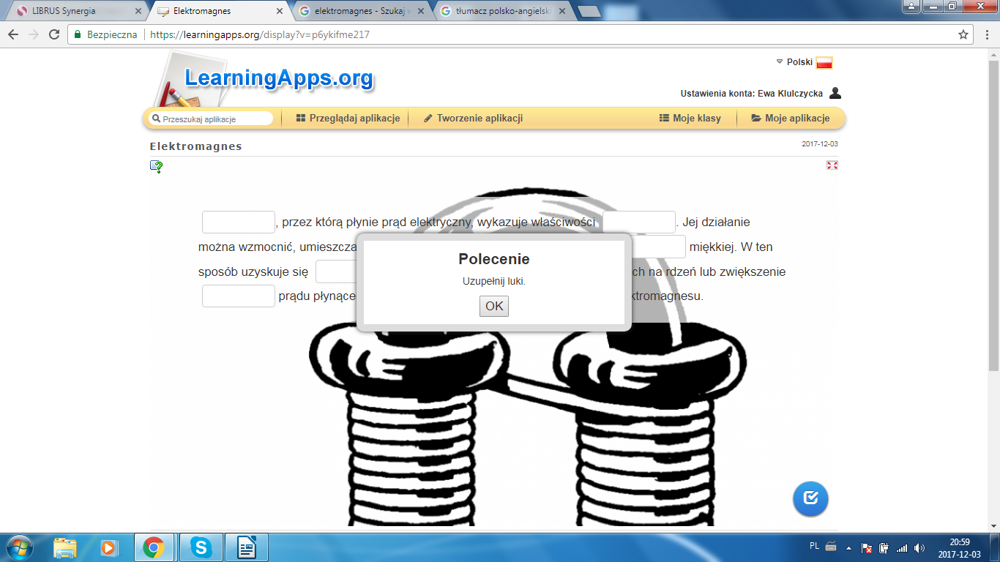 LIBRUS Synergia
Elektromagnes
elektromagnes - Szukaj w
tłumacz polsko-angielski
Bezpieczna
https://learningapps.org/display?v=p6ykifme217
LearningApps.org
Polski
Ustawienia konta: Ewa Klulczycka
Przeszukaj aplikacje
Przeglądaj aplikacje
Tworzenie aplikacji
Moje klasy
Moje aplikacje
Elektromagnes
2017-12-03
, przez którą płynie prąd elektryczny, wykazuje właściwości . Jej działanie
można wzmocnić, umieszcza miękkiej. W ten
sposób uzyskuje się ch na rdzeń lub zwiększenie
prądu płynące ktromagnesu.
Polecenie
Uzupełnij luki.
OK
PL
20:59
2017-12-03